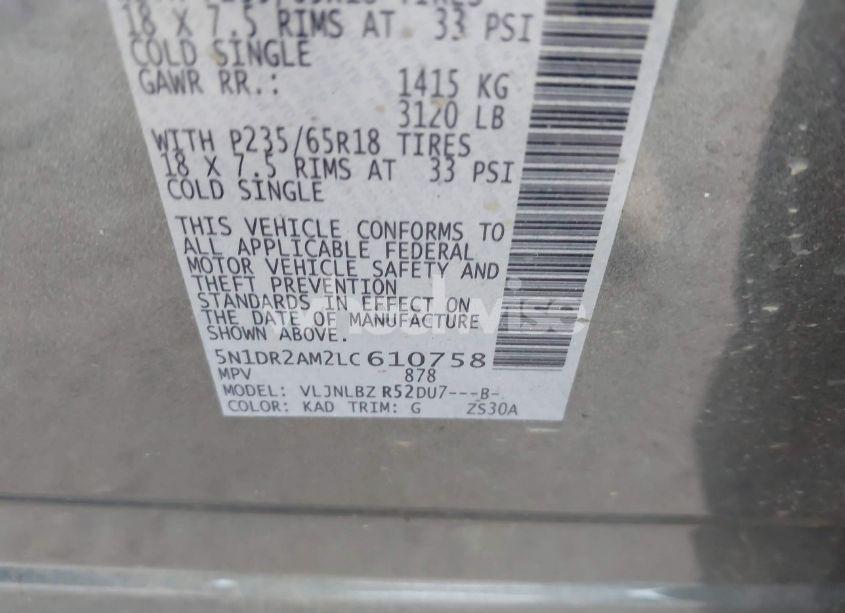 18 X 7.5 RIMS AT 33 PSI
COLD SINGLE
GAWR RR.: 1415 KG
3120 LB
WITH P235/65R18 TIRES
18 X 7.5 RIMS AT 33 PSI
COLD SINGLE
THIS VEHICLE CONFORMS TO
ALL APPLICABLE FEDERAL
MOTOR VEHICLE SAFETY AND
THEFT PREVENTION
STANDARDS IN EFFECT ON
THE DATE OF MANUFACTURE
SHOWN ABOVE.
5N1DR2AM2LC610758
MPV 878
MODEL: VLJNLBZ R52DU7---B-
COLOR: KAD TRIM: G ZS30A